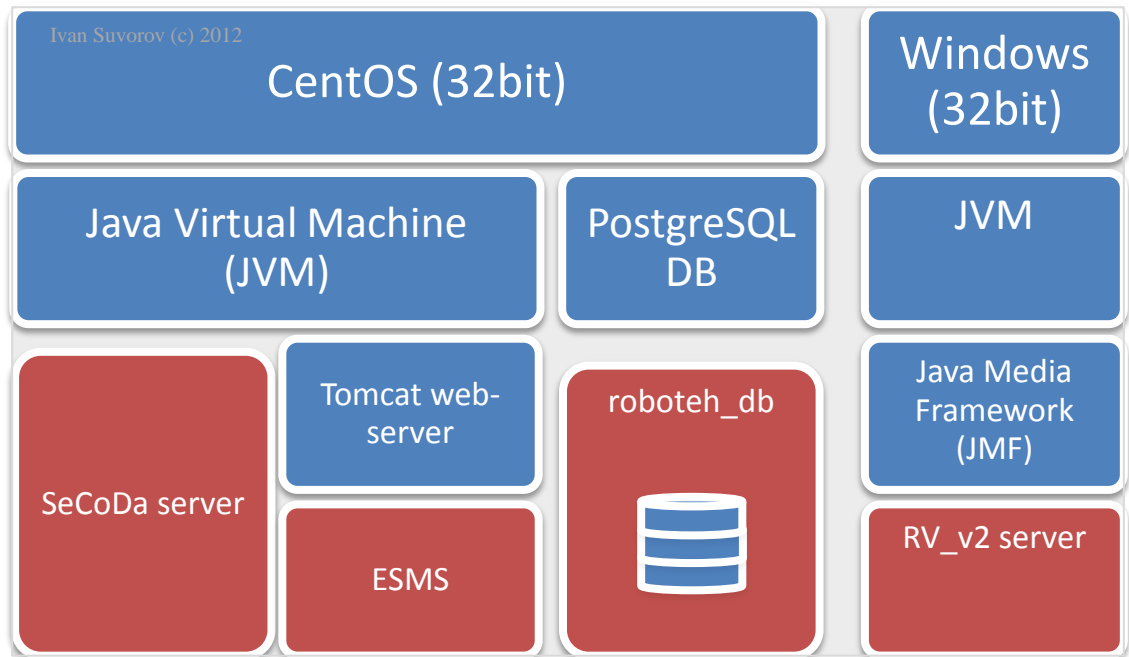 Ivan Suvorov (c) 2012
CentOS (32bit)
Windows
(32bit)
Java Virtual Machine
(JVM)
PostgreSQL
DB
JVM
SeCoDa server
Tomcat web-
server
ESMS
roboteh_db
Java Media
Framework
(JMF)
RV_v2 server